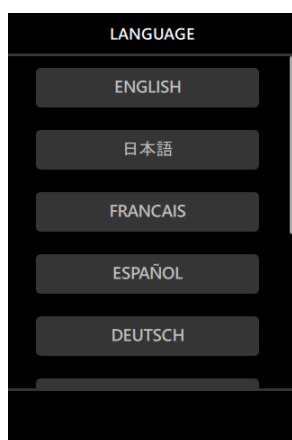 LANGUAGE
ENGLISH
日本語
FRANCAIS
ESPAÑOL
DEUTSCH